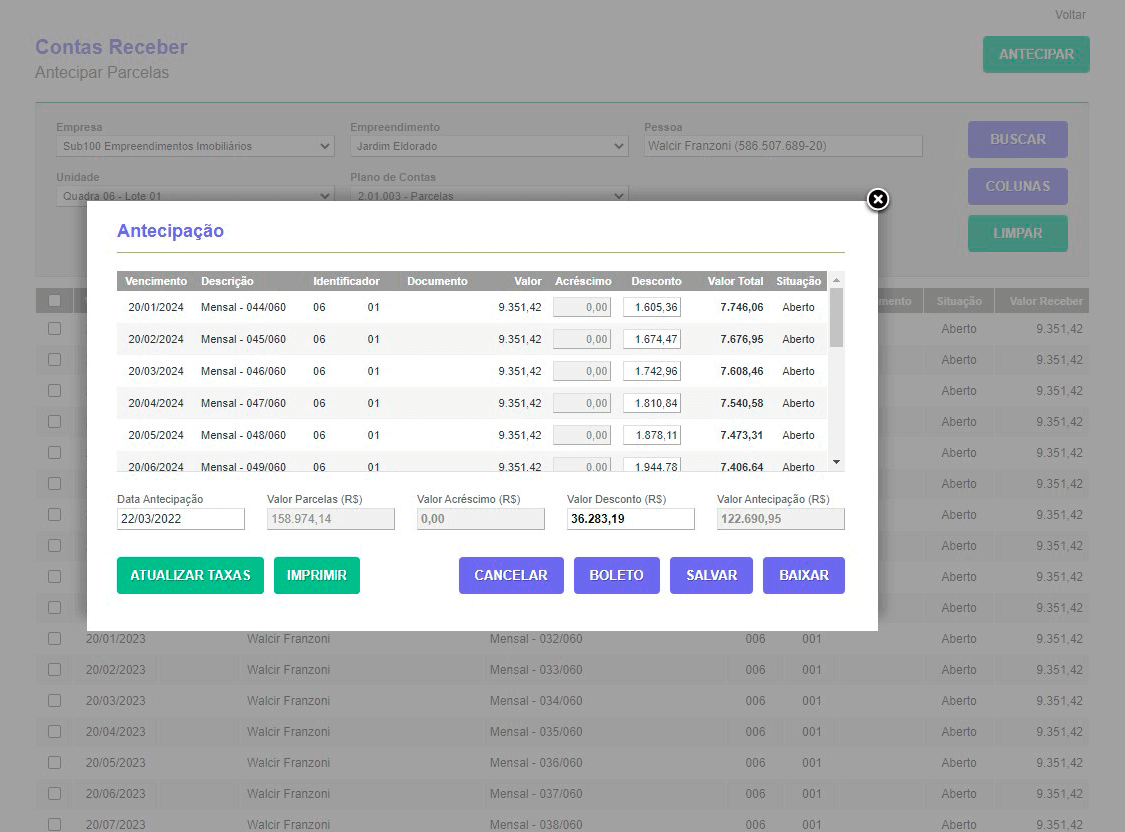 Voltar
Contas Receber
Antecipar Parcelas
ANTECIPAR
Empresa Empreendimento Pessoa
Sub100 Empreendimentos Imobiliários Jardim Eldorado Walcir Franzoni (586.507.689-20)
BUSCAR
Unidade Plano de Contas
Quadra 06 - Lote 01 2.01.003 - Parcelas
COLUNAS
LIMPAR
Antecipação
Vencimento Descrição Identificador Documento Valor Acréscimo Desconto Valor Total Situação
20/01/2024 Mensal - 044/060 06 01 9.351,42 0,00 1.605,36 7.746,06 Aberto
20/02/2024 Mensal - 045/060 06 01 9.351,42 0,00 1.674,47 7.676,95 Aberto
20/03/2024 Mensal - 046/060 06 01 9.351,42 0,00 1.742,96 7.608,46 Aberto
20/04/2024 Mensal - 047/060 06 01 9.351,42 0,00 1.810,84 7.540,58 Aberto
20/05/2024 Mensal - 048/060 06 01 9.351,42 0,00 1.878,11 7.473,31 Aberto
20/06/2024 Mensal - 049/060 06 01 9.351,42 0,00 1.944,78 7.406,64 Aberto
Data Antecipação Valor Parcelas (R$) Valor Acréscimo (R$) Valor Desconto (R$) Valor Antecipação (R$)
22/03/2022 158.974,14 0,00 36.283,19 122.690,95
ATUALIZAR TAXAS IMPRIMIR CANCELAR BOLETO SALVAR BAIXAR
mento Situação Valor Receber
Aberto 9.351,42
Aberto 9.351,42
Aberto 9.351,42
Aberto 9.351,42
Aberto 9.351,42
Aberto 9.351,42
Aberto 9.351,42
Aberto 9.351,42
Aberto 9.351,42
Aberto 9.351,42
20/01/2023 Walcir Franzoni Mensal - 032/060 006 001 Aberto 9.351,42
20/02/2023 Walcir Franzoni Mensal - 033/060 006 001 Aberto 9.351,42
20/03/2023 Walcir Franzoni Mensal - 034/060 006 001 Aberto 9.351,42
20/04/2023 Walcir Franzoni Mensal - 035/060 006 001 Aberto 9.351,42
20/05/2023 Walcir Franzoni Mensal - 036/060 006 001 Aberto 9.351,42
20/06/2023 Walcir Franzoni Mensal - 037/060 006 001 Aberto 9.351,42
20/07/2023 Walcir Franzoni Mensal - 038/060 006 001 Aberto 9.351,42